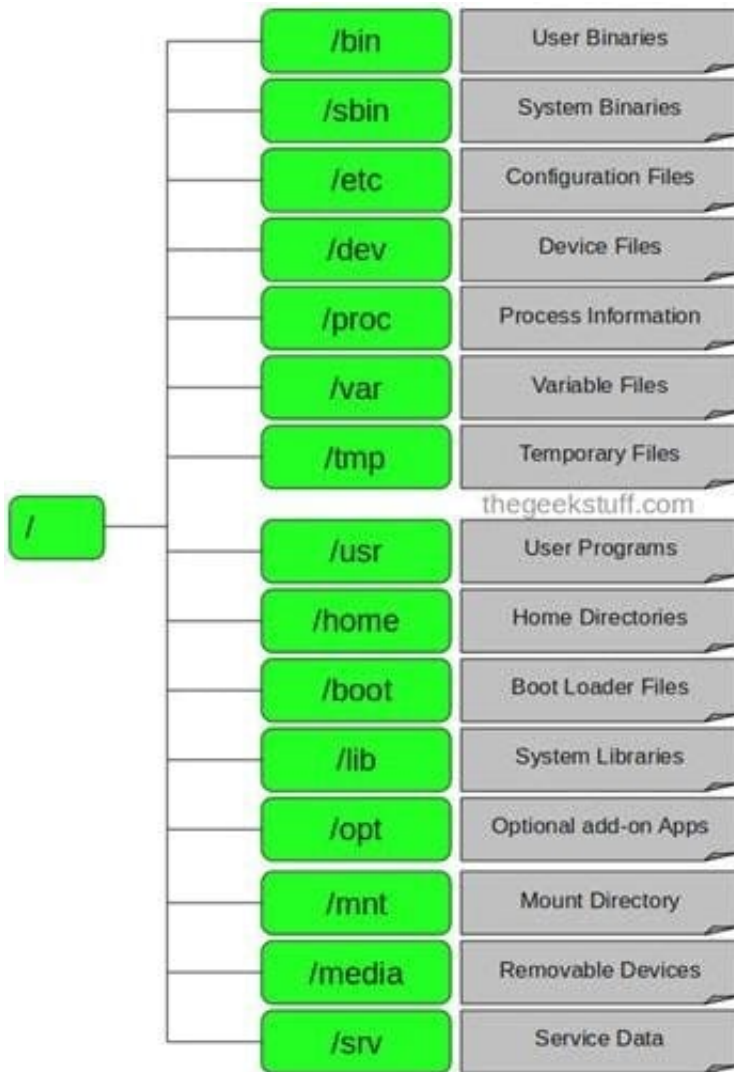 /bin User Binaries
/sbin System Binaries
/etc Configuration Files
/dev Device Files
/proc Process Information
/var Variable Files
/tmp Temporary Files
thegeekstuff.com
/
/usr User Programs
/home Home Directories
/boot Boot Loader Files
/lib System Libraries
/opt Optional add-on Apps
/mnt Mount Directory
/media Removable Devices
/srv Service Data